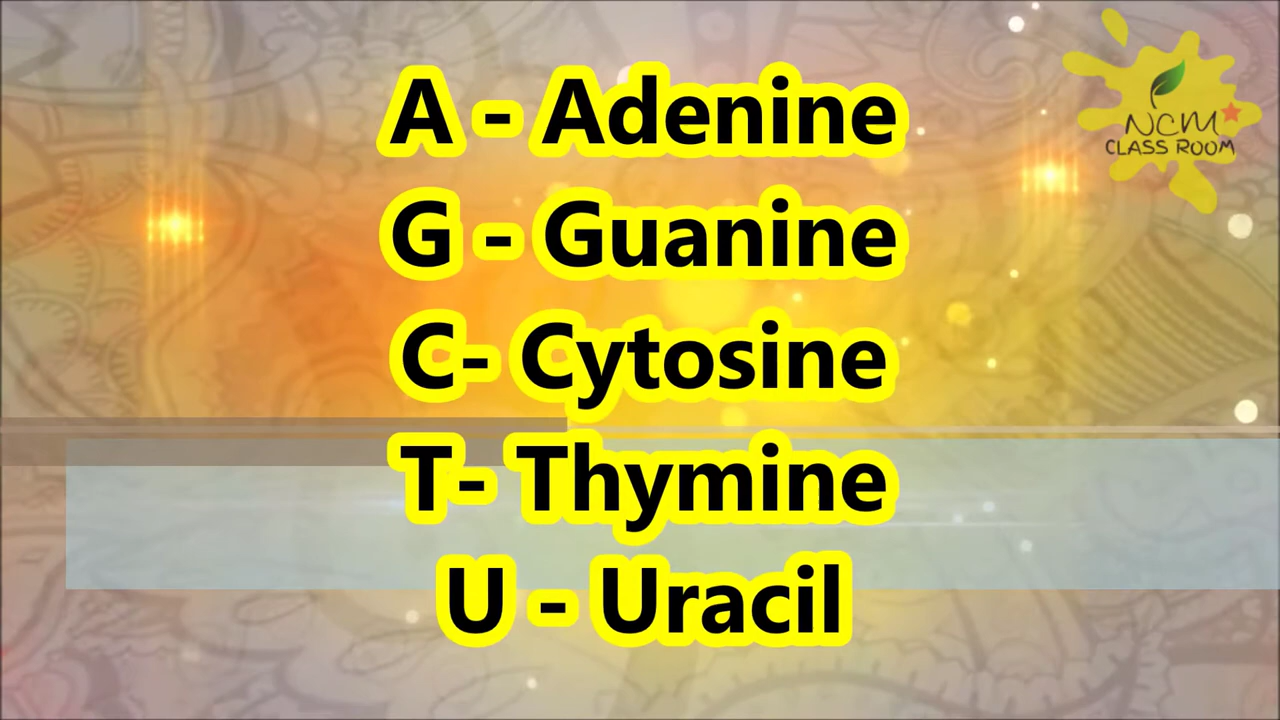 A - Adenine
G - Guanine
C- Cytosine
T- Thymine
U - Uracil
NCM
CLASS ROOM